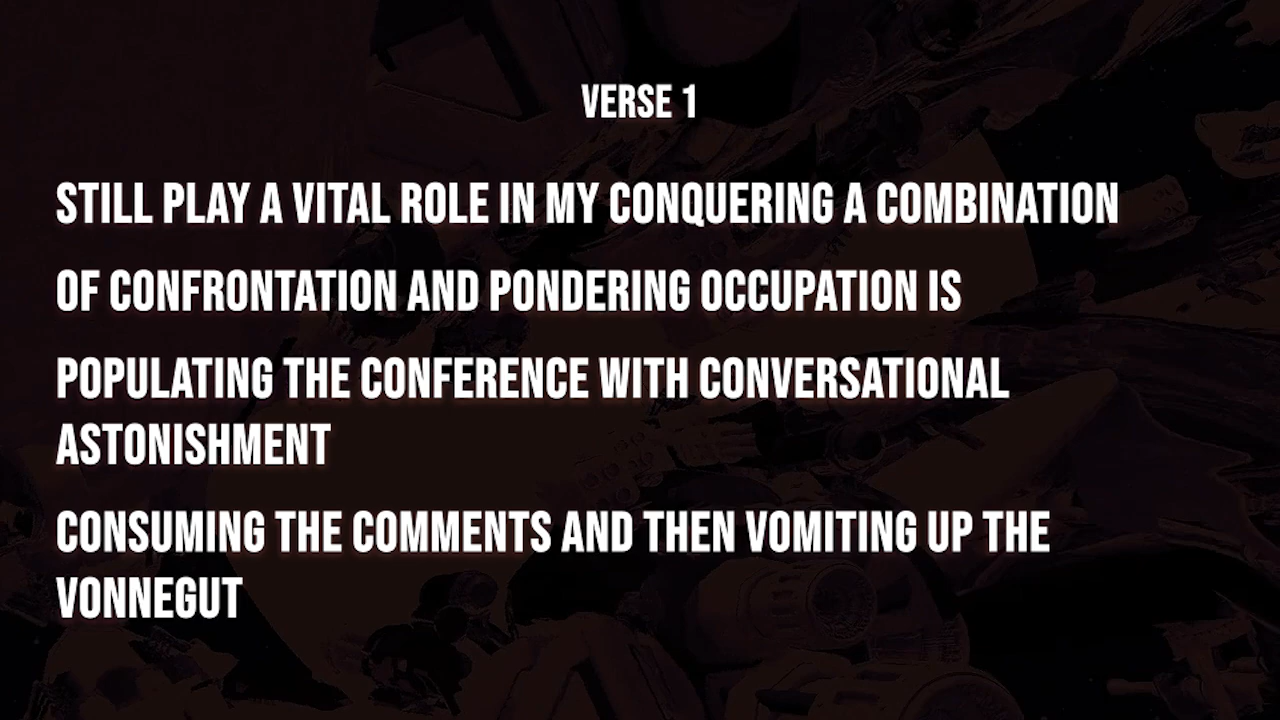 VERSE 1
STILL PLAY A VITAL ROLE IN MY CONQUERING A COMBINATION
OF CONFRONTATION AND PONDERING OCCUPATION IS
POPULATING THE CONFERENCE WITH CONVERSATIONAL
ASTONISHMENT
CONSUMING THE COMMENTS AND THEN VOMITING UP THE
VONNEGUT